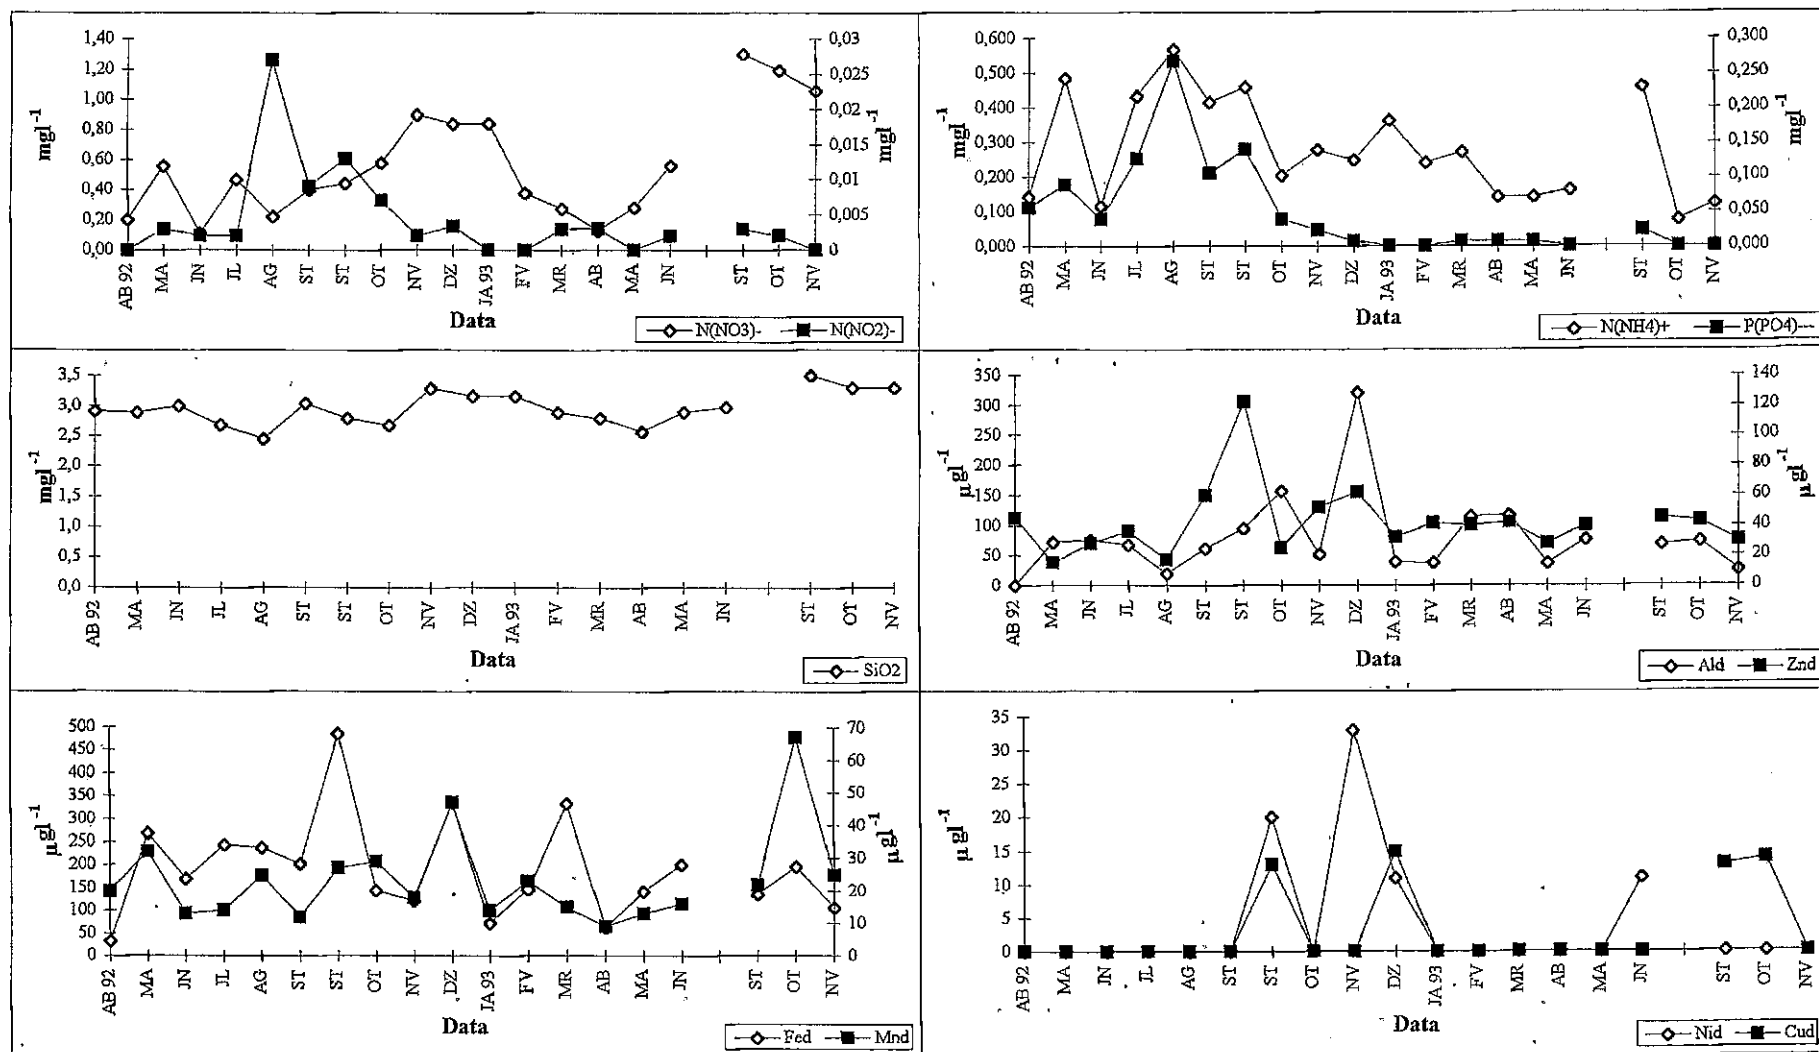 1,40
1,20
1,00
0,80
0,60
0,40
0,20
0,00
mgl⁻¹
0,03
0,025
0,02
0,015
0,01
0,005
0
mgl⁻¹
AB 92 MA JN JL AG ST ST OT NV DZ JA 93 FV MR AB MA JN ST OT NV
Data
N(NO3)- N(NO2)-
0,600
0,500
0,400
0,300
0,200
0,100
0,000
mgl⁻¹
0,300
0,250
0,200
0,150
0,100
0,050
0,000
mgl⁻¹
AB 92 MA JN JL AG ST ST OT NV DZ JA 93 FV MR AB MA JN ST OT NV
Data
N(NH4)+ P(PO4)---
3,5
3,0
2,5
2,0
1,5
1,0
0,5
0,0
mgl⁻¹
AB 92 MA JN JL AG ST ST OT NV DZ JA 93 FV MR AB MA JN ST OT NV
Data
SiO2
350
300
250
200
150
100
50
0
µgl⁻¹
140
120
100
80
60
40
20
0
µgl⁻¹
AB 92 MA JN JL AG ST ST OT NV DZ JA 93 FV MR AB MA JN ST OT NV
Data
Ald Znd
500
450
400
350
300
250
200
150
100
50
0
µgl⁻¹
70
60
50
40
30
20
10
0
µgl⁻¹
AB 92 MA JN JL AG ST ST OT NV DZ JA 93 FV MR AB MA JN ST OT NV
Data
Fed Mnd
35
30
25
20
15
10
5
0
µgl⁻¹
AB 92 MA JN JL AG ST ST OT NV DZ JA 93 FV MR AB MA JN ST OT NV
Data
Nid Cud